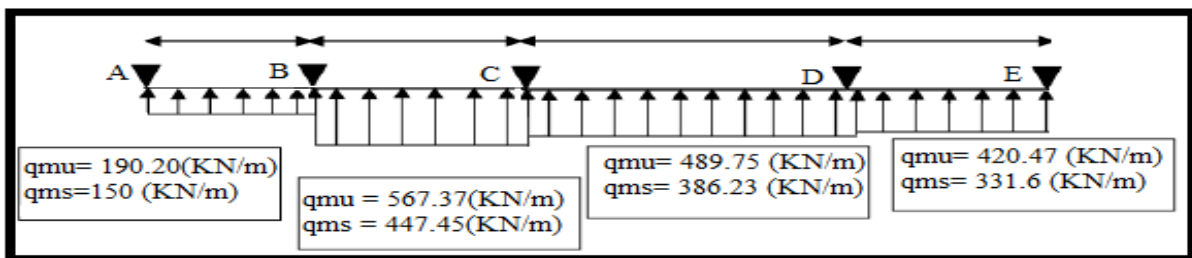 A B C D E
qmu= 190.20(KN/m)
qms=150 (KN/m)
qmu = 567.37(KN/m)
qms = 447.45(KN/m)
qmu= 489.75 (KN/m)
qms= 386.23 (KN/m)
qmu= 420.47 (KN/m)
qms= 331.6 (KN/m)